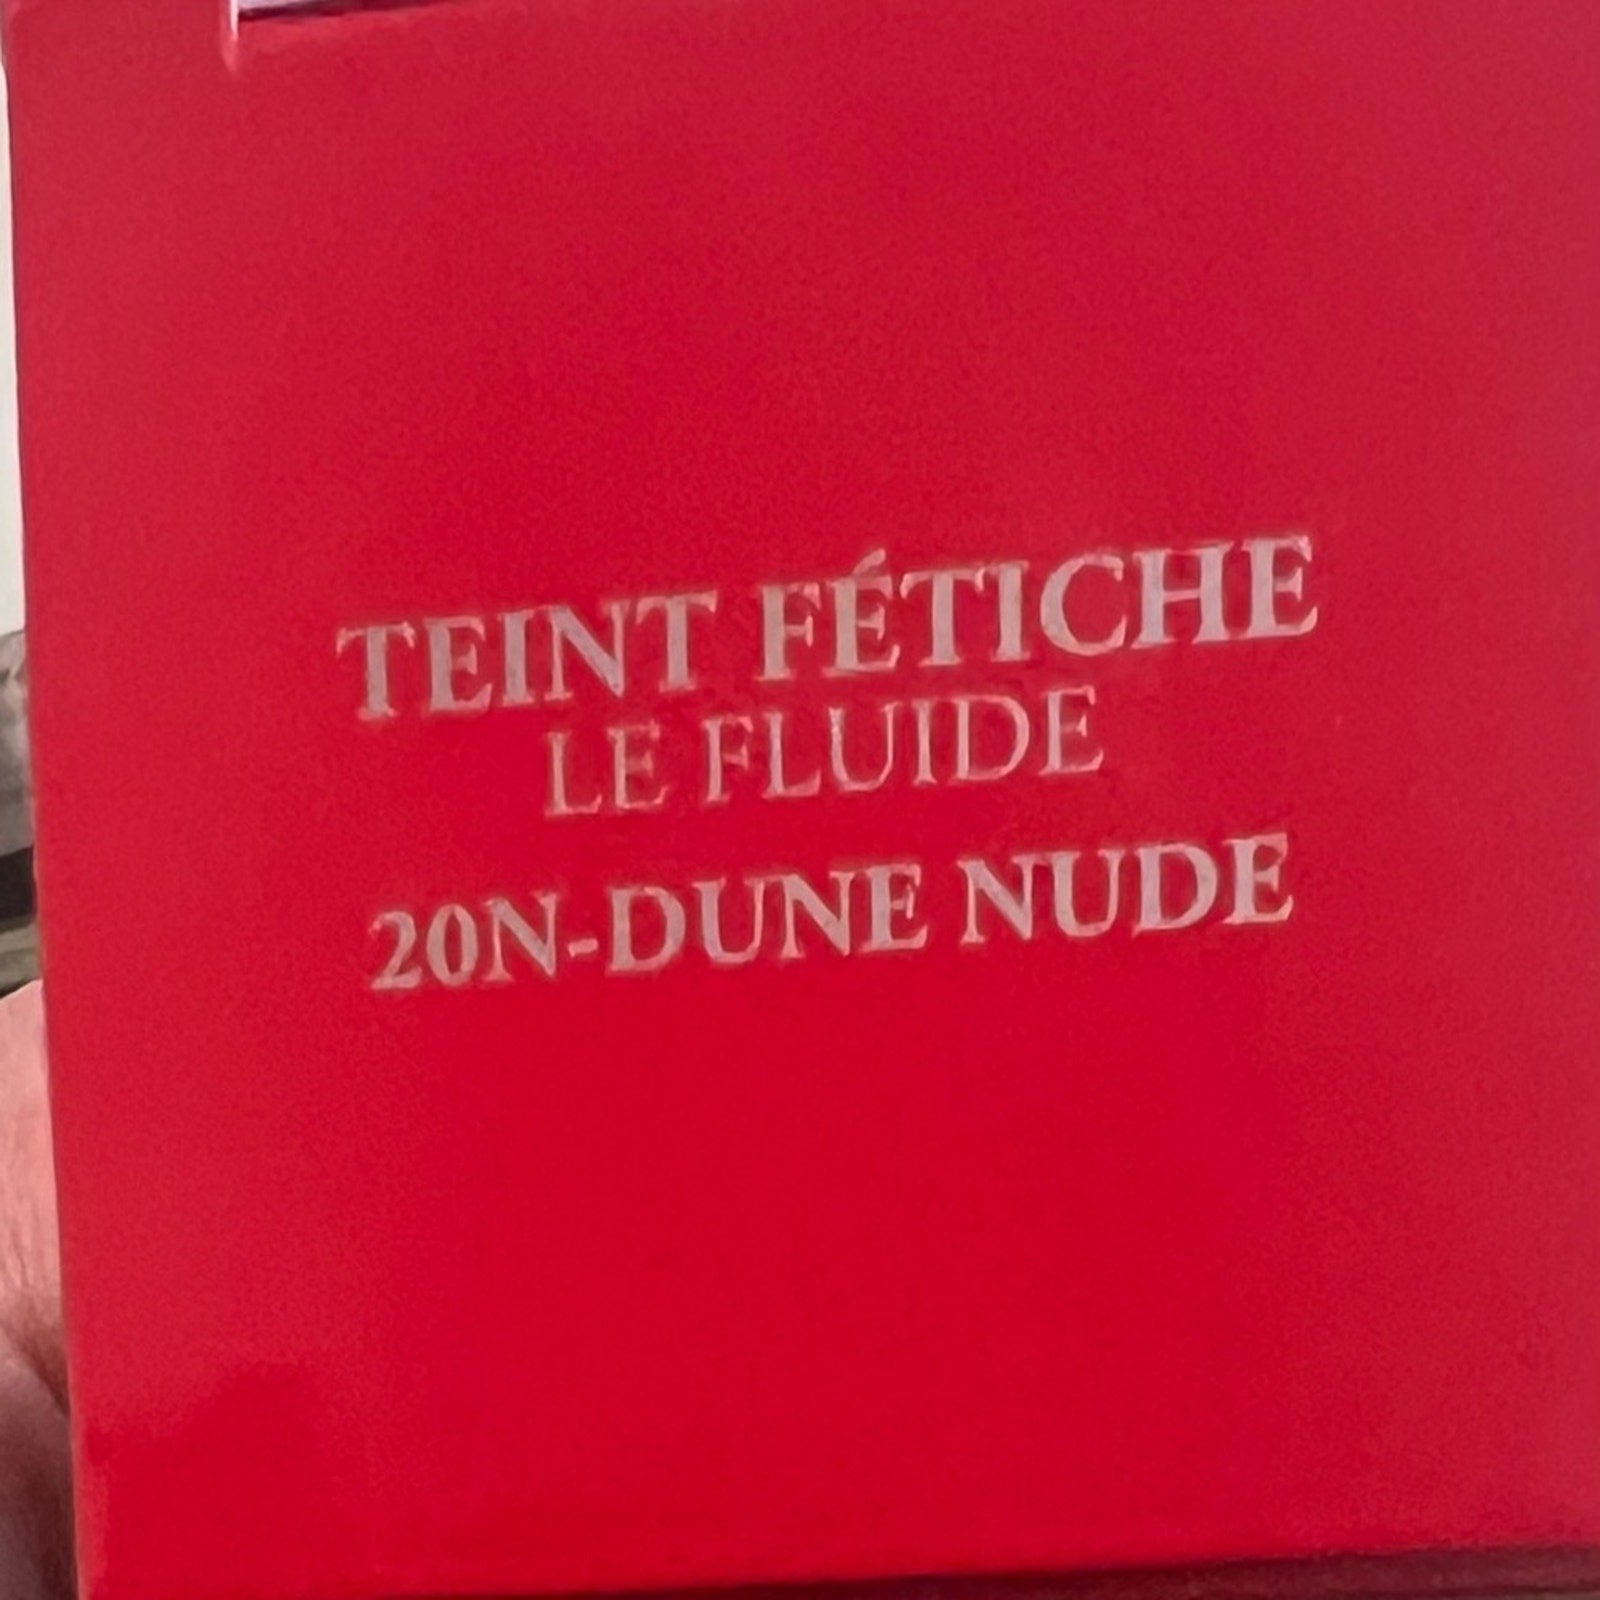 TEINT FÉTICHE
LE FLUIDE
20N-DUNE NUDE